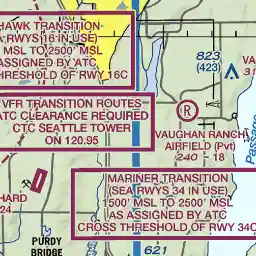 HAWK TRANSITION
(SEA RWYS 16 IN USE)
MSL TO 2500' MSL
ASSIGNED BY ATC
THRESHOLD OF RWY 16C
823
(423)
VA
VFR TRANSITION ROUTES
ATC CLEARANCE REQUIRED
CTC SEATTLE TOWER
ON 120.95
R
VAUGHAN RANCH
AIRFIELD (Pvt)
240 - 18
Passage
MARINER TRANSITION
(SEA RWYS 34 IN USE)
1500' MSL TO 2500' MSL
AS ASSIGNED BY ATC
CROSS THRESHOLD OF RWY 34C
HARD
24
PURDY
BRIDGE
621